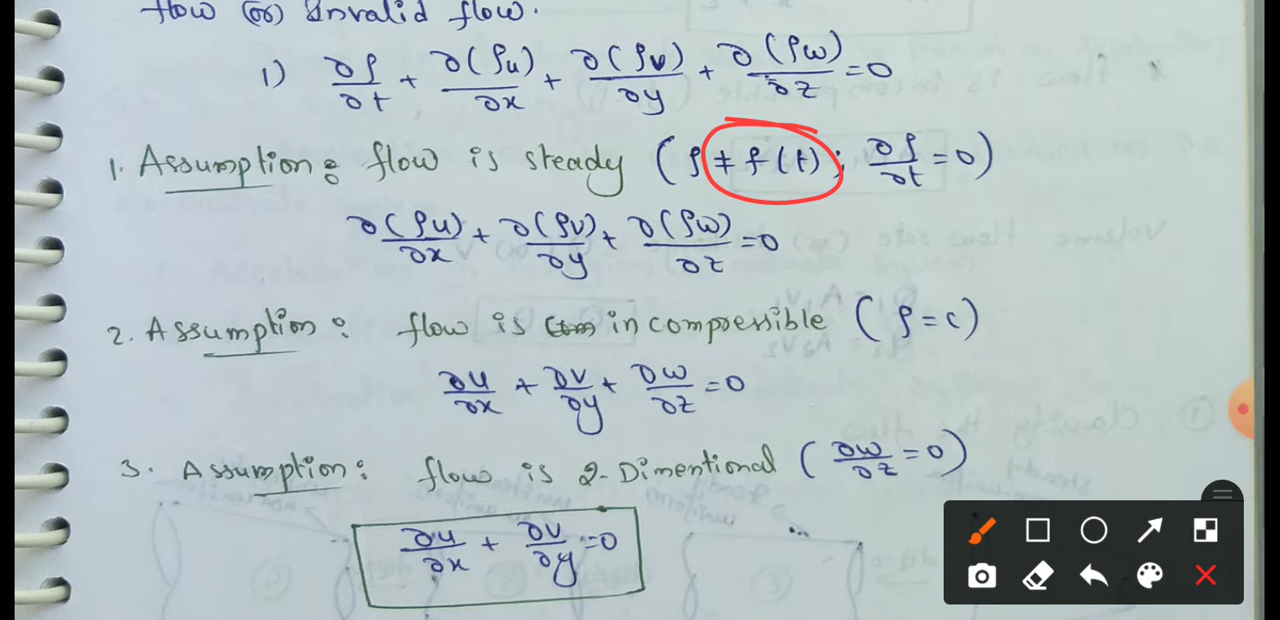 flow (or) Invalid flow.
1) ∂ρ/∂t + ∂(ρu)/∂x + ∂(ρv)/∂y + ∂(ρw)/∂z = 0
1. Assumption: flow is steady (ρ ≠ f(t); ∂ρ/∂t = 0)
∂(ρu)/∂x + ∂(ρv)/∂y + ∂(ρw)/∂z = 0
2. Assumption: flow is incompressible (ρ = c)
∂u/∂x + ∂v/∂y + ∂w/∂z = 0
3. Assumption: flow is 2-Dimentional (∂w/∂z = 0)
∂u/∂x + ∂v/∂y = 0